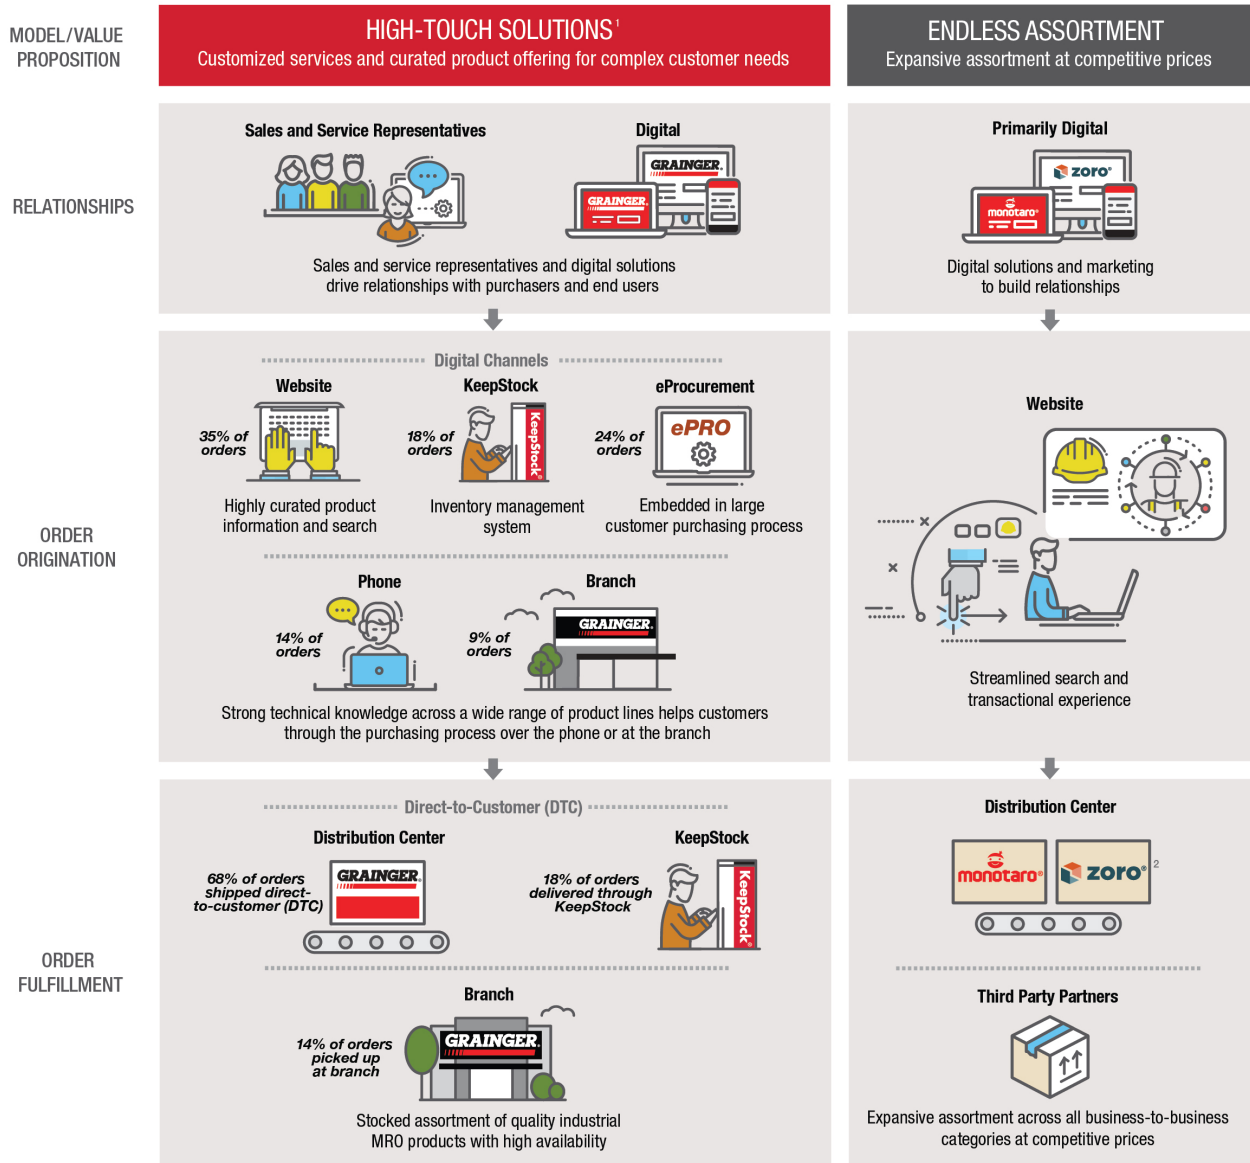 MODEL/VALUE
PROPOSITION
HIGH-TOUCH SOLUTIONS1
Customized services and curated product offering for complex customer needs
ENDLESS ASSORTMENT
Expansive assortment at competitive prices
RELATIONSHIPS
Sales and Service Representatives
Digital
GRAINGER®
GRAINGER®
Sales and service representatives and digital solutions
drive relationships with purchasers and end users
Primarily Digital
zoro®
monotaro®
Digital solutions and marketing
to build relationships
ORDER
ORIGINATION
Digital Channels
Website
35% of
orders
Highly curated product
information and search
KeepStock
18% of
orders
KeepStock®
Inventory management
system
eProcurement
24% of
orders
ePRO
Embedded in large
customer purchasing process
Phone
14% of
orders
Branch
9% of
orders
GRAINGER
Strong technical knowledge across a wide range of product lines helps customers
through the purchasing process over the phone or at the branch
Website
Streamlined search and
transactional experience
ORDER
FULFILLMENT
Direct-to-Customer (DTC)
Distribution Center
68% of orders
shipped direct-
to-customer (DTC)
GRAINGER®
KeepStock
18% of orders
delivered through
KeepStock
KeepStock®
Branch
14% of orders
picked up
at branch
GRAINGER®
Stocked assortment of quality industrial
MRO products with high availability
Distribution Center
monotaro®
zoro® 2
Third Party Partners
Expansive assortment across all business-to-business
categories at competitive prices